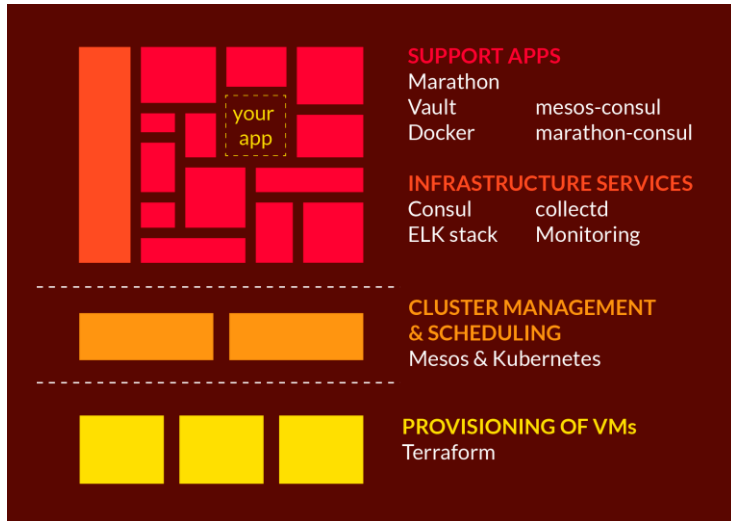 your
app
SUPPORT APPS
Marathon
Vault mesos-consul
Docker marathon-consul
INFRASTRUCTURE SERVICES
Consul collectd
ELK stack Monitoring
CLUSTER MANAGEMENT
& SCHEDULING
Mesos & Kubernetes
PROVISIONING OF VMs
Terraform